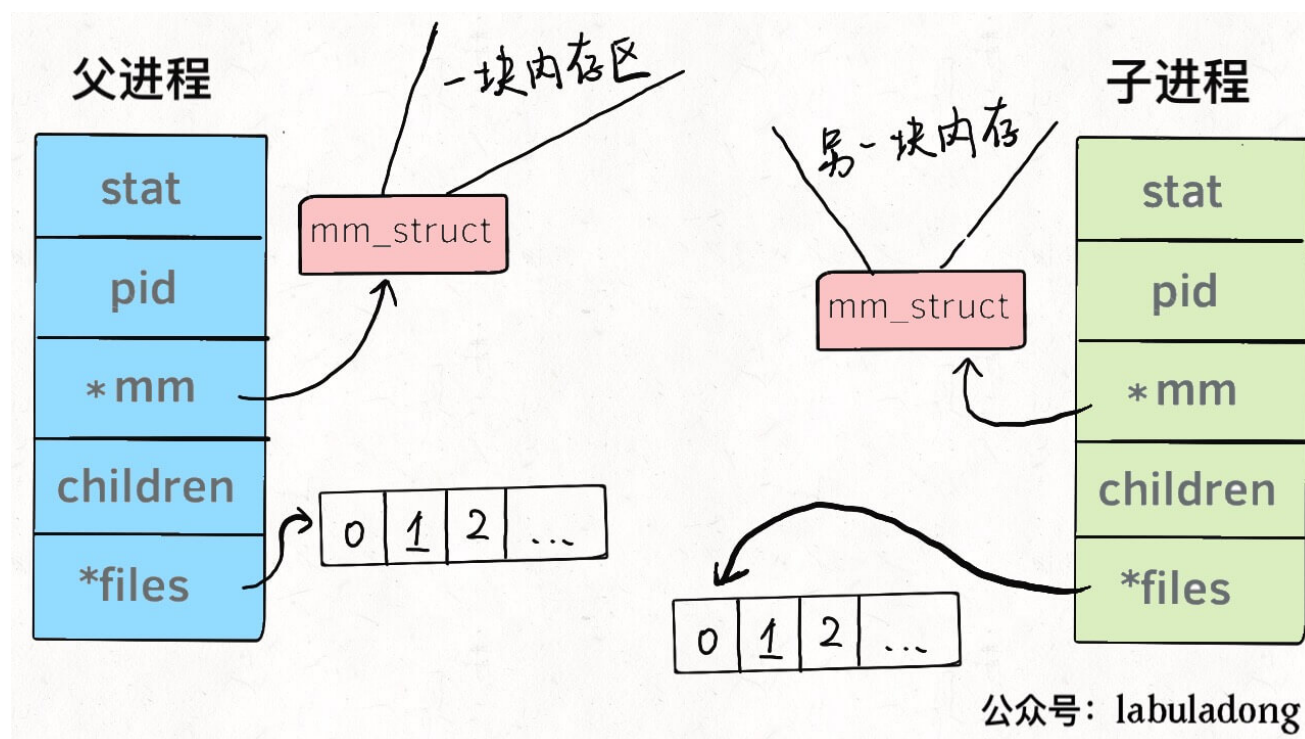 父进程
stat
pid
*mm
children
*files
一块内存区
mm_struct
0 1 2 ...
子进程
stat
pid
*mm
children
*files
另一块内存
mm_struct
0 1 2 ...
公众号：labuladong